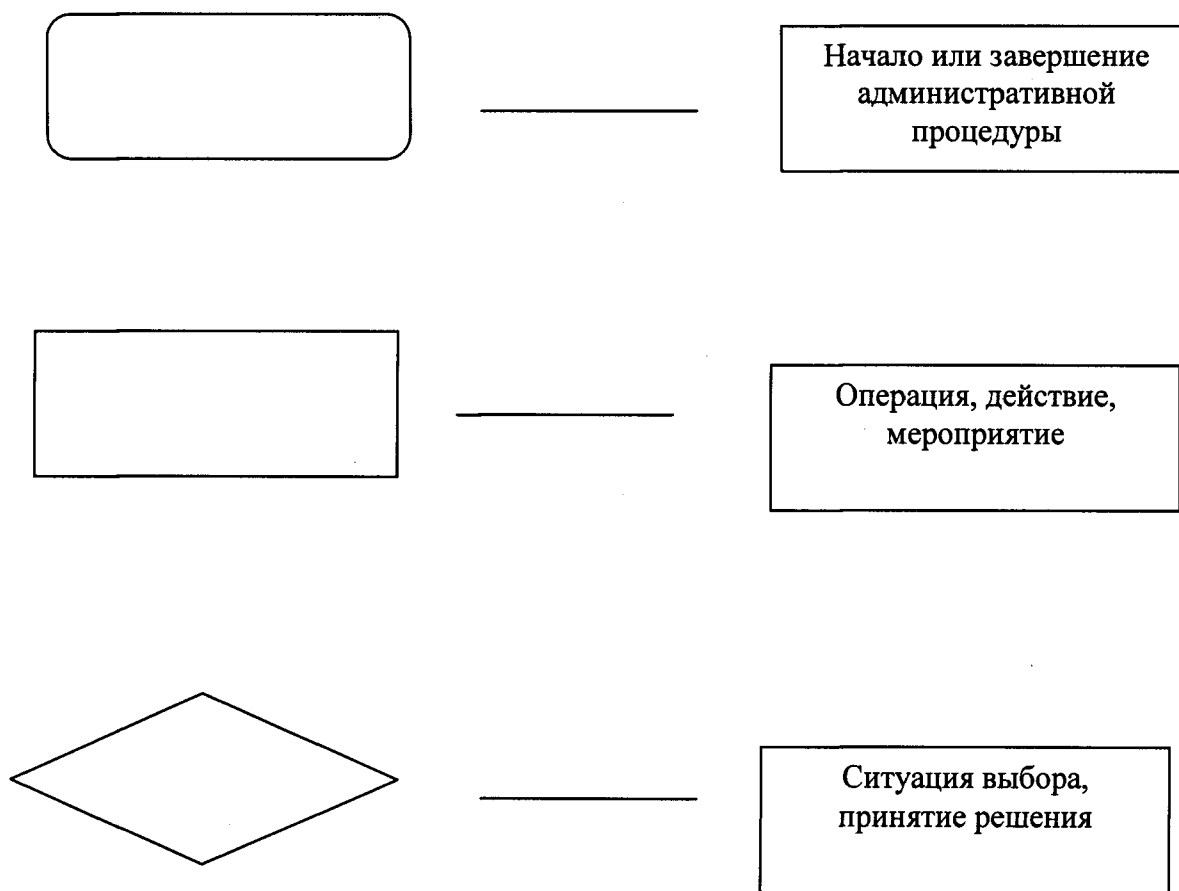 Начало или завершение
административной
процедуры
Операция, действие,
мероприятие
Ситуация выбора,
принятие решения